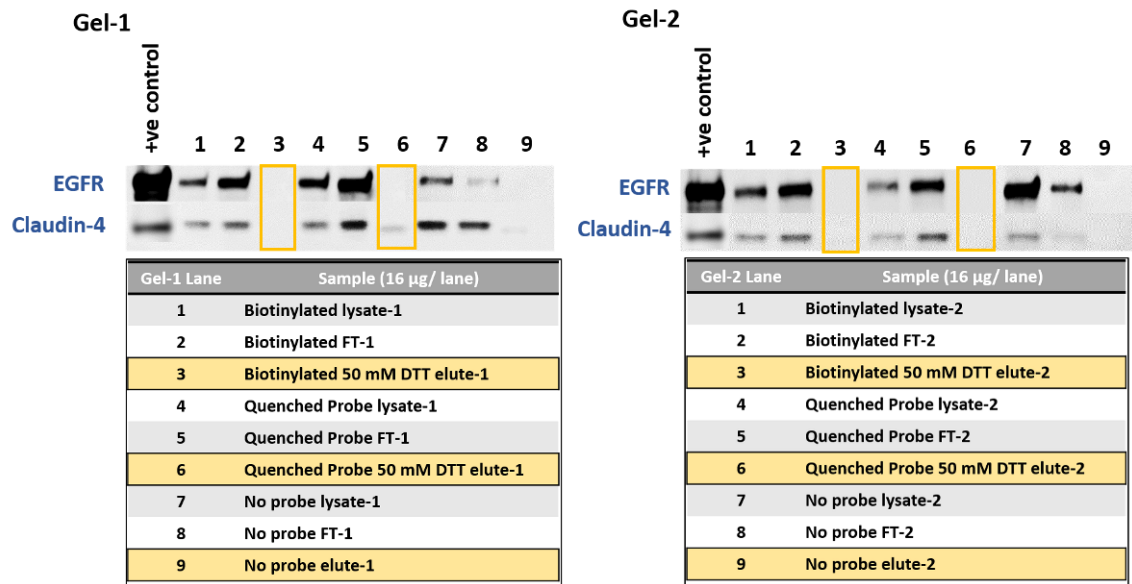 Gel-1
+ve control
1 2 3 4 5 6 7 8 9
EGFR
Claudin-4
Gel-1 Lane Sample (16 µg/ lane)
1 Biotinylated lysate-1
2 Biotinylated FT-1
3 Biotinylated 50 mM DTT elute-1
4 Quenched Probe lysate-1
5 Quenched Probe FT-1
6 Quenched Probe 50 mM DTT elute-1
7 No probe lysate-1
8 No probe FT-1
9 No probe elute-1
Gel-2
+ve control
1 2 3 4 5 6 7 8 9
EGFR
Claudin-4
Gel-2 Lane Sample (16 µg/ lane)
1 Biotinylated lysate-2
2 Biotinylated FT-2
3 Biotinylated 50 mM DTT elute-2
4 Quenched Probe lysate-2
5 Quenched Probe FT-2
6 Quenched Probe 50 mM DTT elute-2
7 No probe lysate-2
8 No probe FT-2
9 No probe elute-2